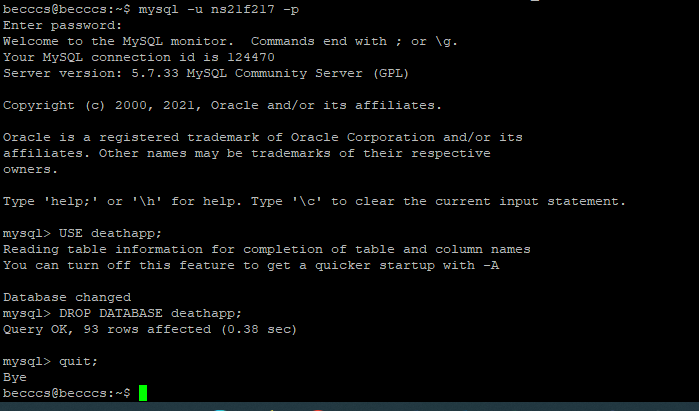 becccs@becccs:~$ mysql -u ns21f217 -p
Enter password:
Welcome to the MySQL monitor.  Commands end with ; or \g.
Your MySQL connection id is 124470
Server version: 5.7.33 MySQL Community Server (GPL)
Copyright (c) 2000, 2021, Oracle and/or its affiliates.
Oracle is a registered trademark of Oracle Corporation and/or its
affiliates. Other names may be trademarks of their respective
owners.
Type 'help;' or '\h' for help. Type '\c' to clear the current input statement.
mysql> USE deathapp;
Reading table information for completion of table and column names
You can turn off this feature to get a quicker startup with -A
Database changed
mysql> DROP DATABASE deathapp;
Query OK, 93 rows affected (0.38 sec)
mysql> quit;
Bye
becccs@becccs:~$